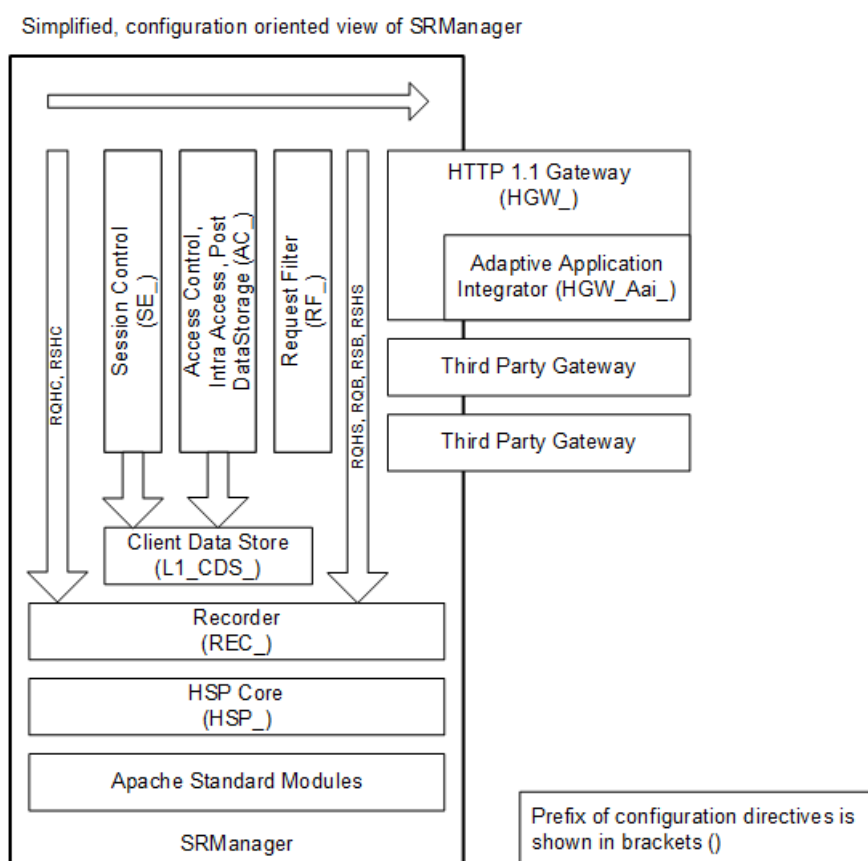 Simplified, configuration oriented view of SRManager
RQHC, RSHC
Session Control
(SE_)
Access Control,
Intra Access, Post
DataStorage (AC_)
Request Filter
(RF_)
RQHS, RQB, RSB, RSHS
HTTP 1.1 Gateway
(HGW_)
Adaptive Application
Integrator (HGW_Aai_)
Third Party Gateway
Third Party Gateway
Client Data Store
(L1_CDS_)
Recorder
(REC_)
HSP Core
(HSP_)
Apache Standard Modules
SRManager
Prefix of configuration directives is
shown in brackets ()